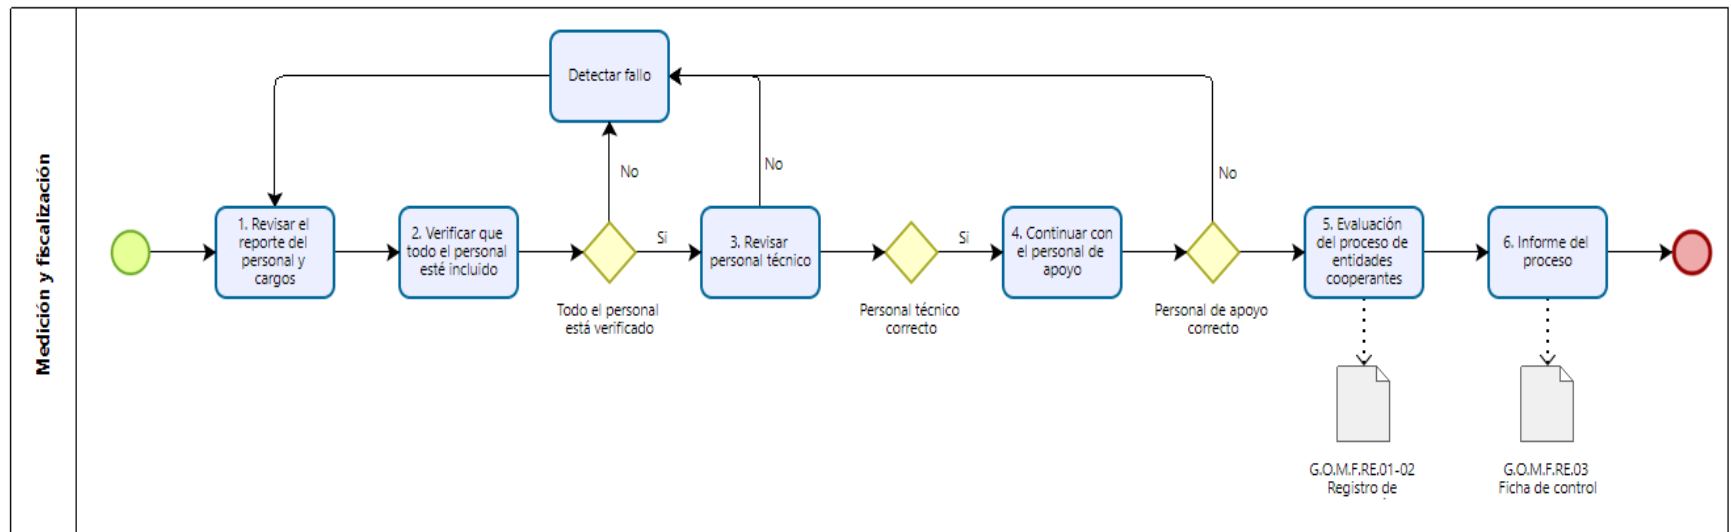 Medición y fiscalización
Detectar fallo
No
No
No
1. Revisar el
reporte del
personal y
cargos
2. Verificar que
todo el personal
esté incluido
Si
Todo el personal
está verificado
3. Revisar
personal técnico
Si
Personal técnico
correcto
4. Continuar con
el personal de
apoyo
Personal de apoyo
correcto
5. Evaluación
del proceso de
entidades
cooperantes
6. Informe del
proceso
G.O.M.F.RE.01-02
Registro de
G.O.M.F.RE.03
Ficha de control